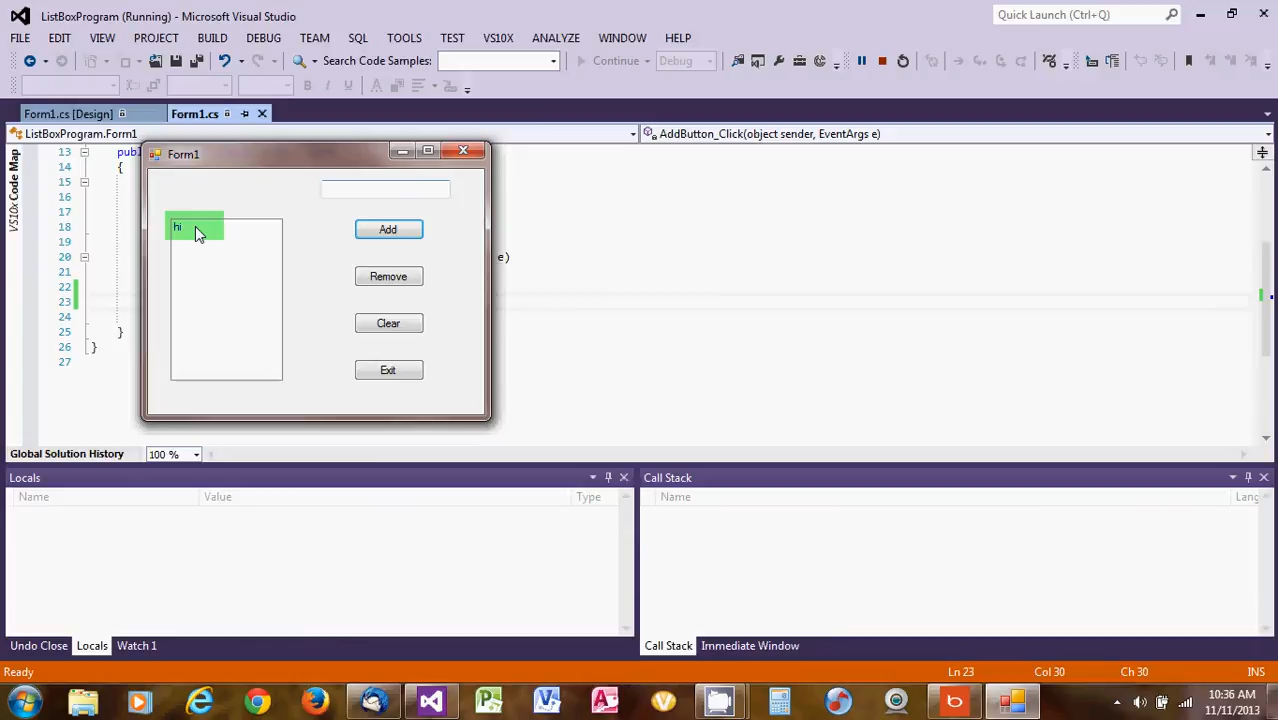 ListBoxProgram (Running) - Microsoft Visual Studio
Quick Launch (Ctrl+Q)
FILE EDIT VIEW PROJECT BUILD DEBUG TEAM SQL TOOLS TEST VS10X ANALYZE WINDOW HELP
Search Code Samples:
Continue
Debug
B I U A
Form1.cs [Design]
Form1.cs
ListBoxProgram.Form1
AddButton_Click(object sender, EventArgs e)
VS10x Code Map
13
14 {
15
16
17
18
19
20 e)
21
22
23
24
25 }
26 }
27
Form1
hi
Add
Remove
Clear
Exit
Global Solution History
100 %
Locals
Name Value Type
Call Stack
Name
Undo Close Locals Watch 1
Call Stack Immediate Window
Ready
Ln 23 Col 30 Ch 30 INS
10:36 AM
11/11/2013